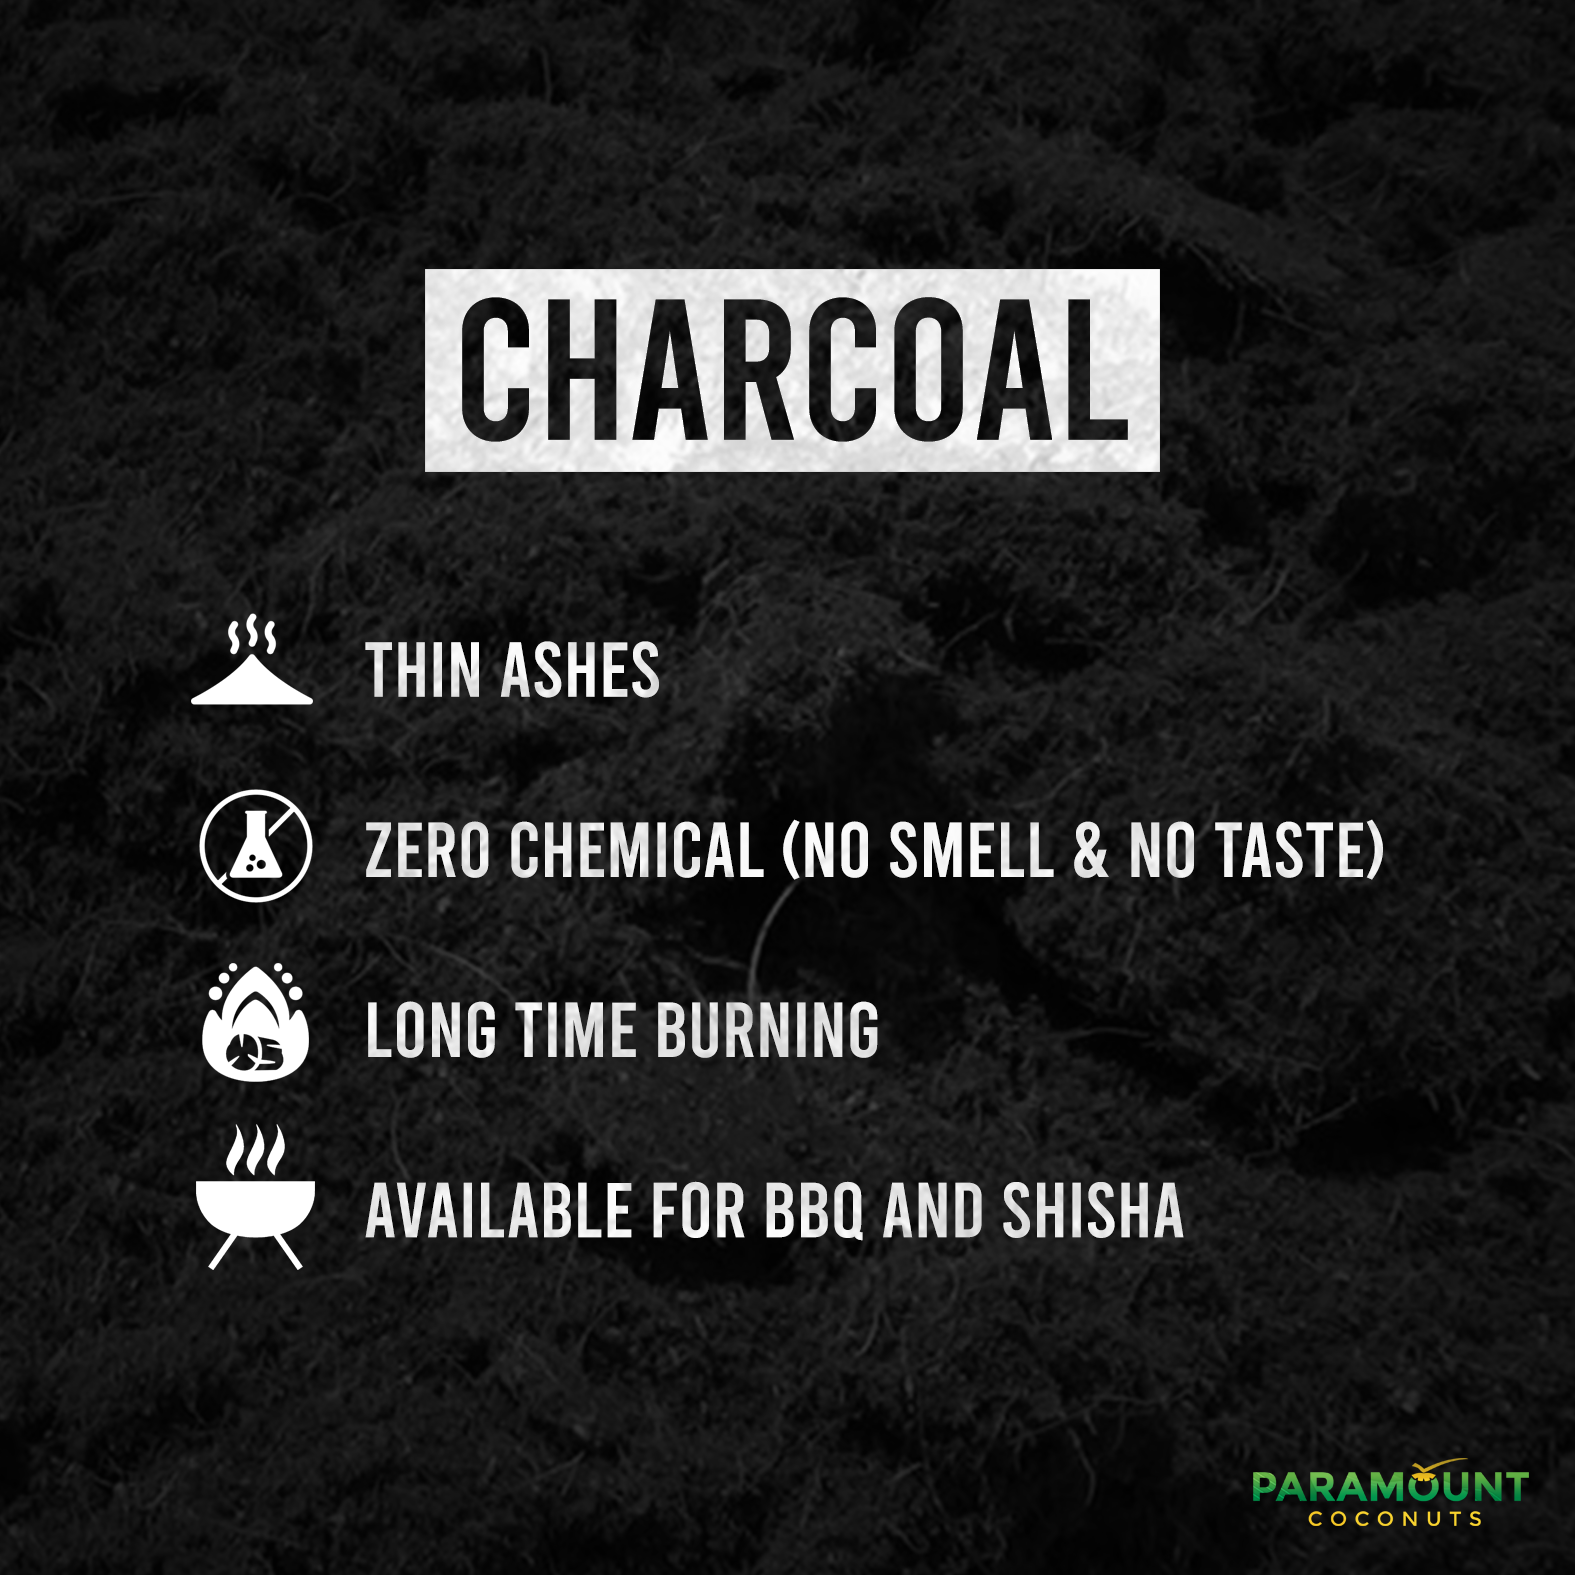 CHARCOAL
THIN ASHES
ZERO CHEMICAL (NO SMELL & NO TASTE)
LONG TIME BURNING
AVAILABLE FOR BBQ AND SHISHA
PARAMOUNT
COCONUTS